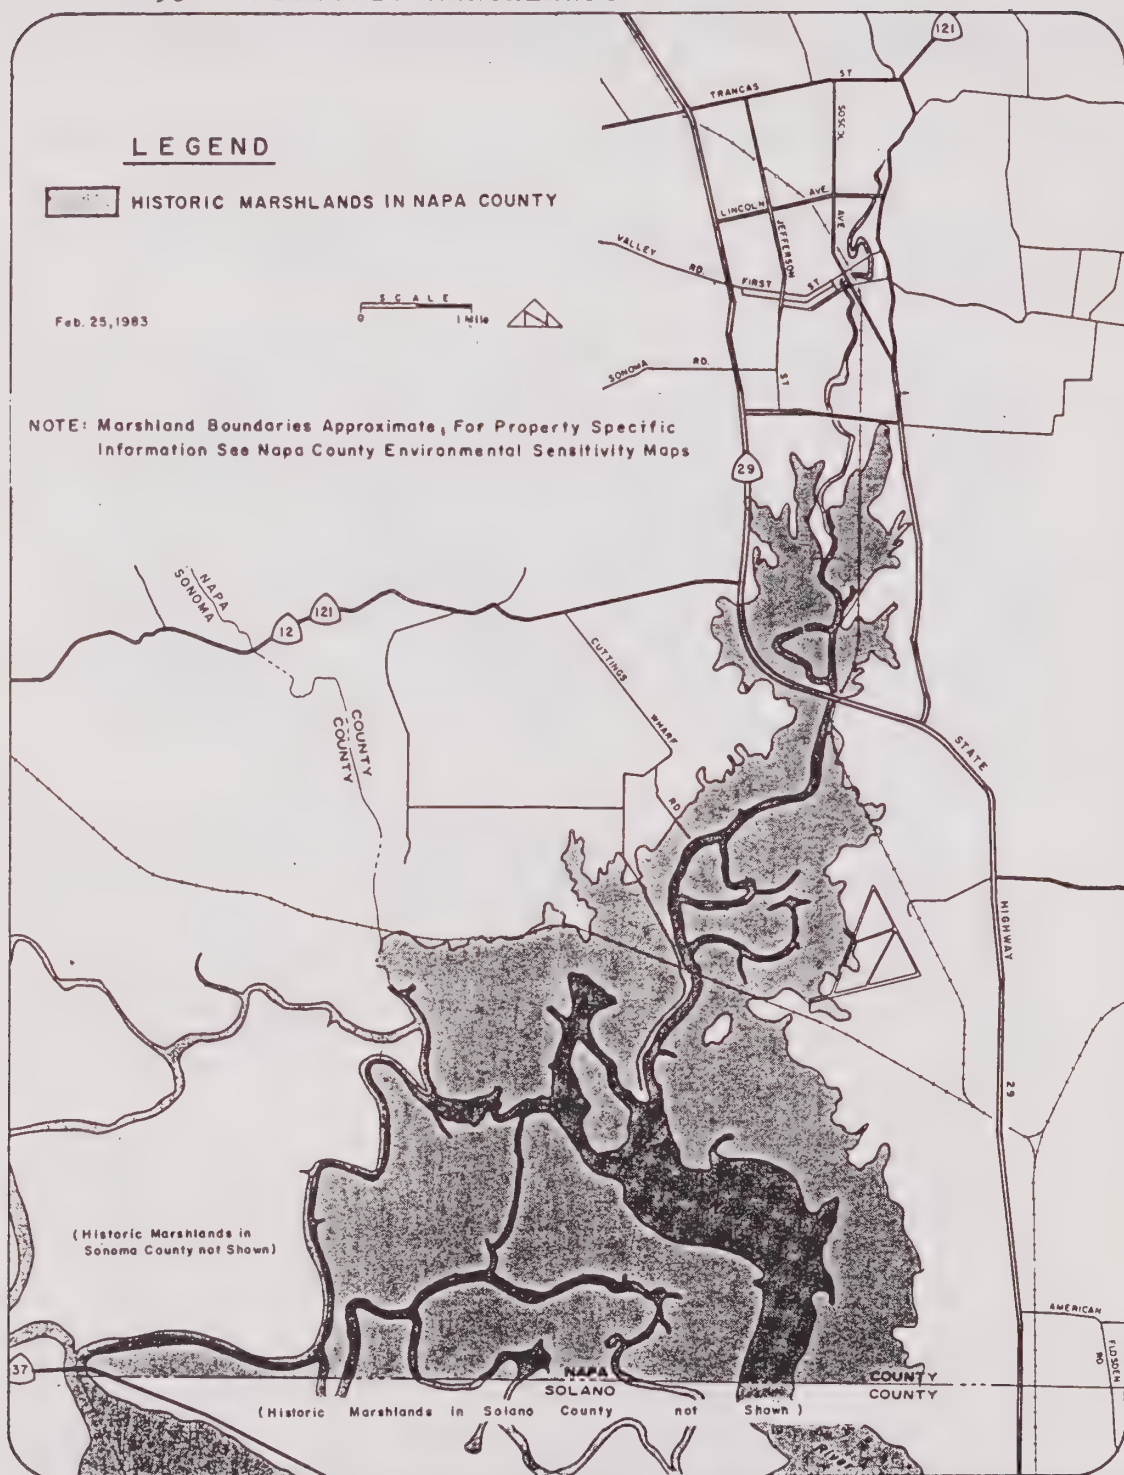 121
TRANCAS ST
SOSCOL AVE
LINCOLN AVE.
JEFFERSON ST
VALLEY RD.
FIRST ST
SONOMA RD.
LEGEND
HISTORIC MARSHLANDS IN NAPA COUNTY
SCALE
0 1 Mile
Feb. 25, 1983
NOTE: Marshland Boundaries Approximate, For Property Specific
Information See Napa County Environmental Sensitivity Maps
29
NAPA
SONOMA
12
121
COUNTY
COUNTY
CUTTINGS WHARF RD
STATE HIGHWAY 29
(Historic Marshlands in
Sonoma County not Shown)
AMERICAN
RD
37
NAPA COUNTY
SOLANO COUNTY
(Historic Marshlands in Solano County not Shown)
River